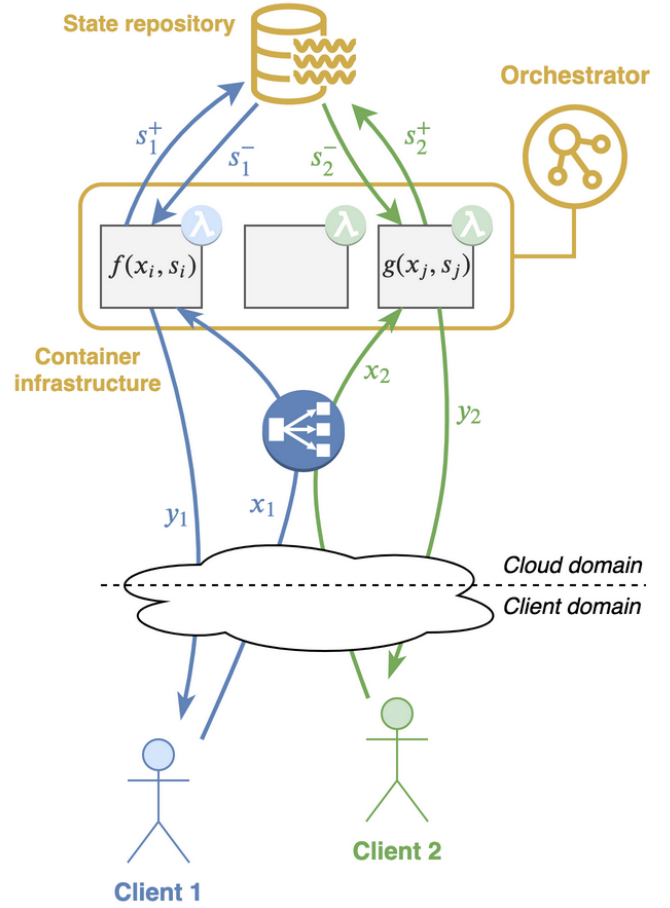 State repository
Orchestrator
s₁⁺
s₁⁻
s₂⁻
s₂⁺
λ
λ
λ
f(xᵢ, sᵢ)
g(xⱼ, sⱼ)
Container
infrastructure
x₂
y₂
y₁
x₁
Cloud domain
Client domain
Client 2
Client 1